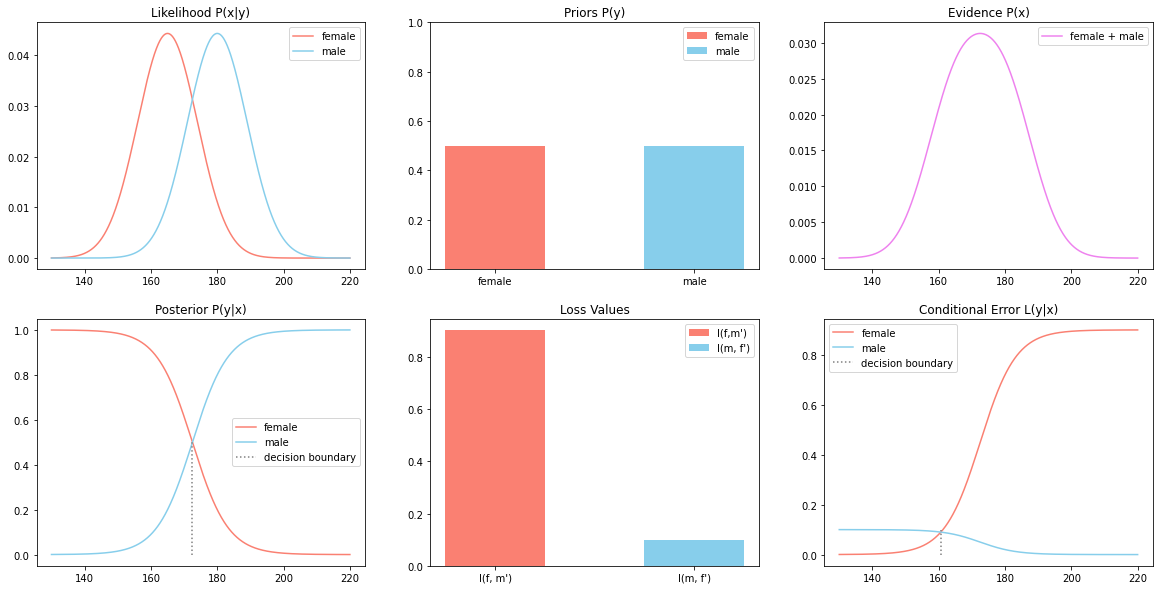 Likelihood P(x|y)
female
male
0.04
0.03
0.02
0.01
0.00
140 160 180 200 220
Priors P(y)
female
male
1.0
0.8
0.6
0.4
0.2
0.0
female male
Evidence P(x)
female + male
0.030
0.025
0.020
0.015
0.010
0.005
0.000
140 160 180 200 220
Posterior P(y|x)
1.0
0.8
0.6
0.4
0.2
0.0
female
male
decision boundary
140 160 180 200 220
Loss Values
l(f,m')
l(m, f')
0.8
0.6
0.4
0.2
0.0
l(f, m') l(m, f')
Conditional Error L(y|x)
female
male
decision boundary
0.8
0.6
0.4
0.2
0.0
140 160 180 200 220